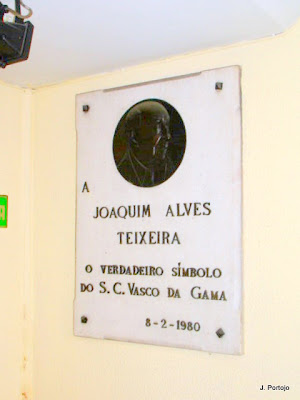 A
JOAQUIM ALVES
TEIXEIRA
O VERDADEIRO SÍMBOLO
DO S. C. VASCO DA GAMA
8-2-1980
J. Portojo